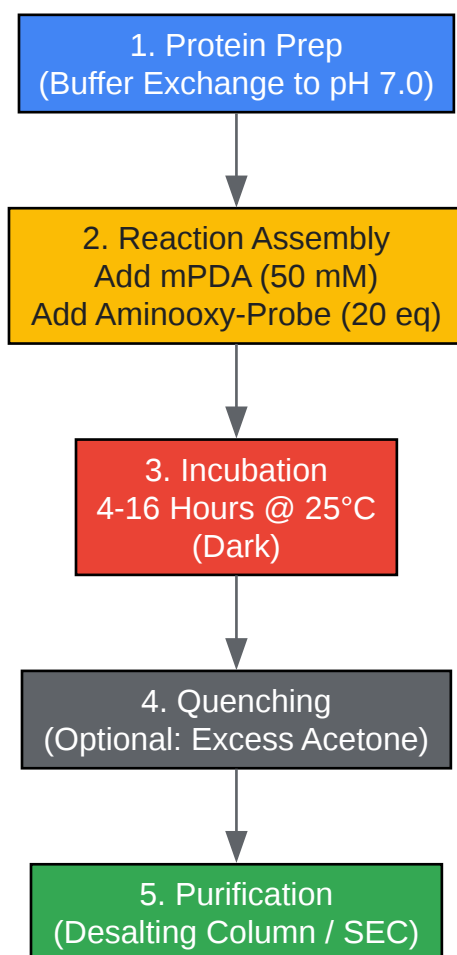 1. Protein Prep
(Buffer Exchange to pH 7.0)
2. Reaction Assembly
Add mPDA (50 mM)
Add Aminooxy-Probe (20 eq)
3. Incubation
4-16 Hours @ 25°C
(Dark)
4. Quenching
(Optional: Excess Acetone)
5. Purification
(Desalting Column / SEC)